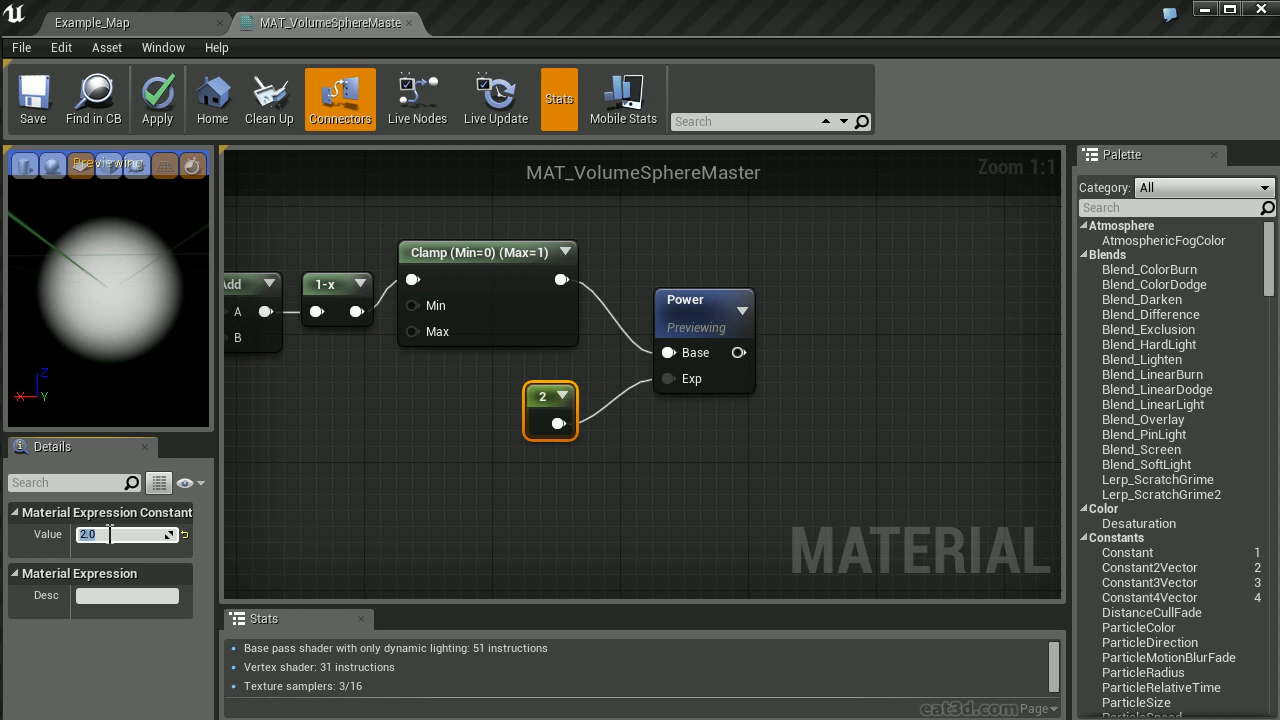 Example_Map
MAT_VolumeSphereMaste
File Edit Asset Window Help
Save Find in CB Apply Home Clean Up Connectors Live Nodes Live Update Stats Mobile Stats
Search
Previewing
Z
X
Y
MAT_VolumeSphereMaster
Zoom 1:1
Add
A
B
1-x
Clamp (Min=0) (Max=1)
Min
Max
Power
Previewing
Base
Exp
2
MATERIAL
Details
Search
Material Expression Constant
Value 2.0
Material Expression
Desc
Stats
Base pass shader with only dynamic lighting: 51 instructions
Vertex shader: 31 instructions
Texture samplers: 3/16
eat3d.com
Page
Palette
Category: All
Search
Atmosphere
AtmosphericFogColor
Blends
Blend_ColorBurn
Blend_ColorDodge
Blend_Darken
Blend_Difference
Blend_Exclusion
Blend_HardLight
Blend_Lighten
Blend_LinearBurn
Blend_LinearDodge
Blend_LinearLight
Blend_Overlay
Blend_PinLight
Blend_Screen
Blend_SoftLight
Lerp_ScratchGrime
Lerp_ScratchGrime2
Color
Desaturation
Constants
Constant 1
Constant2Vector 2
Constant3Vector 3
Constant4Vector 4
DistanceCullFade
ParticleColor
ParticleDirection
ParticleMotionBlurFade
ParticleRadius
ParticleRelativeTime
ParticleSize
ParticleSpeed